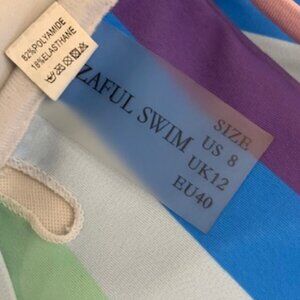 82%POLYAMIDE
18%ELASTHANE
ZAFUL SWIM
SIZE
US 8
UK12
EU40